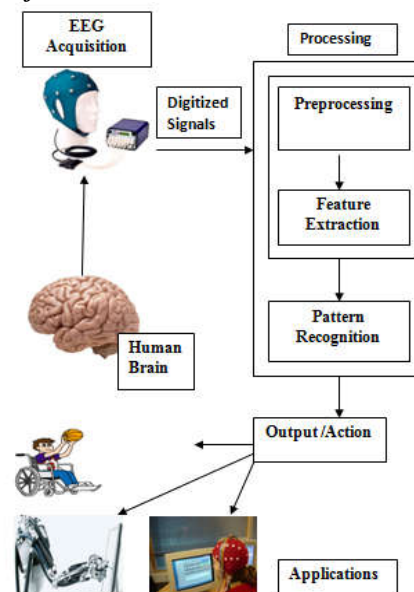 EEG
Acquisition
Processing
Digitized
Signals
Preprocessing
Feature
Extraction
Human
Brain
Pattern
Recognition
Output /Action
Applications